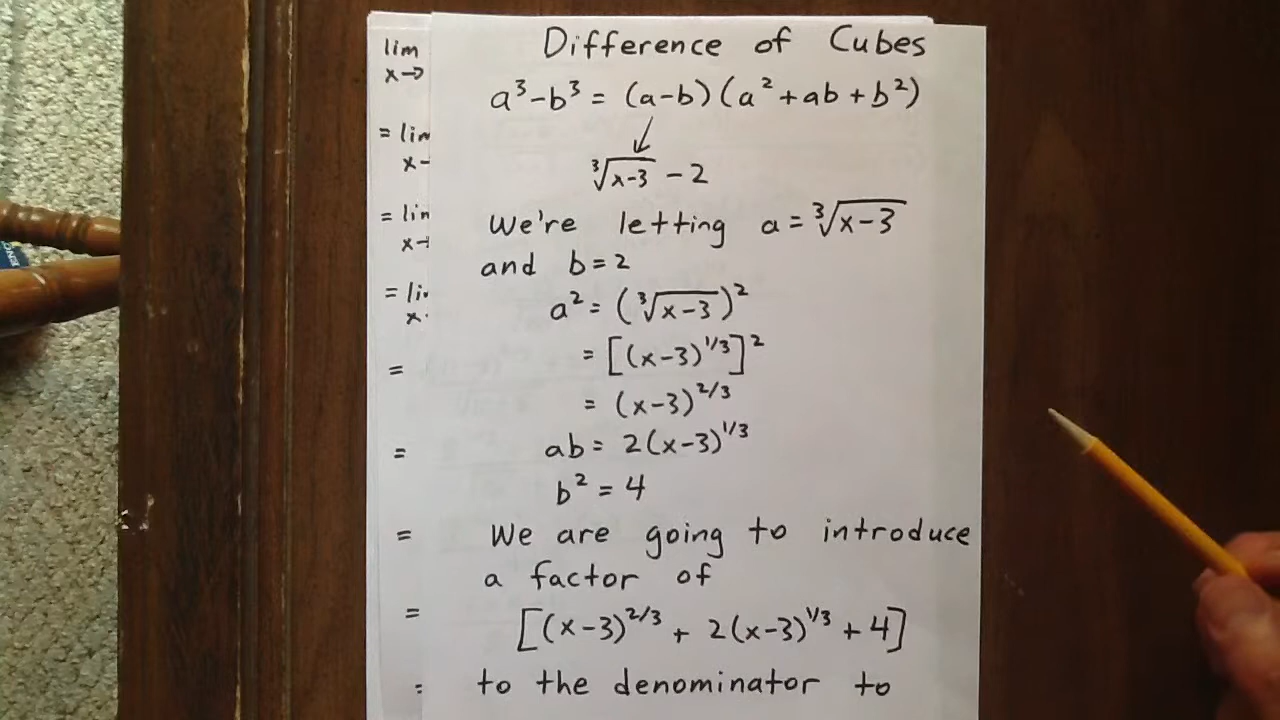 Difference of Cubes
a³-b³ = (a-b)(a²+ab+b²)
∛(x-3) - 2
We're letting a = ∛(x-3)
and b = 2
a² = (∛(x-3))²
= [(x-3)^1/3]²
= (x-3)^2/3
ab = 2(x-3)^1/3
b² = 4
We are going to introduce
a factor of
[(x-3)^2/3 + 2(x-3)^1/3 + 4]
to the denominator to
lim
x→
= lim
x-
= lim
x→
= li
x
=
=
=
=
=